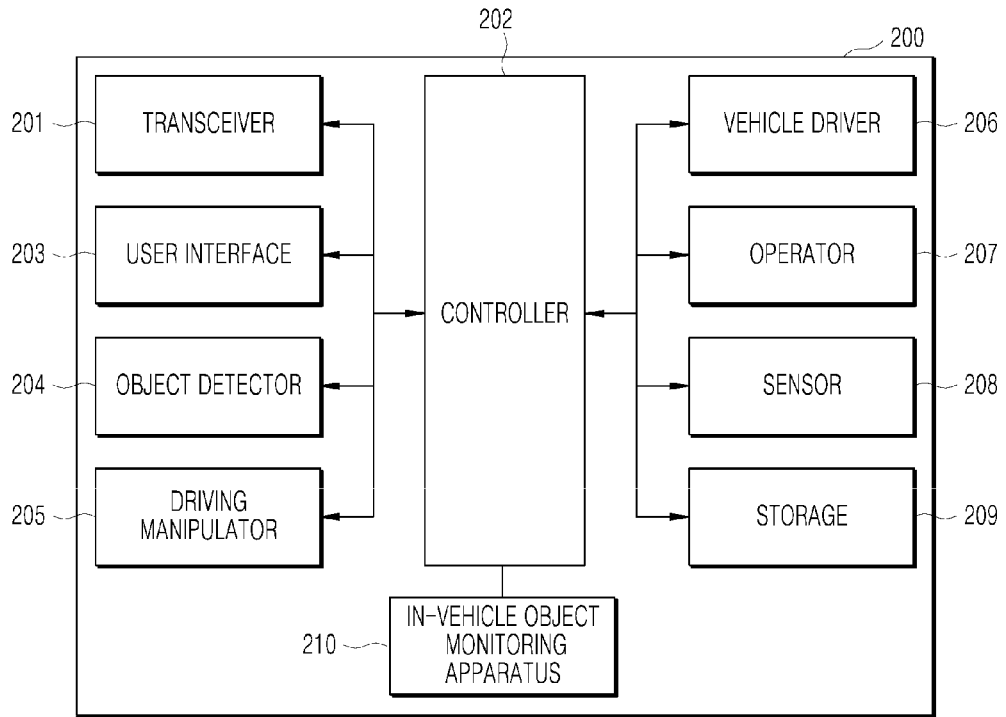 202
200
201
TRANSCEIVER
VEHICLE DRIVER
206
203
USER INTERFACE
OPERATOR
207
CONTROLLER
204
OBJECT DETECTOR
SENSOR
208
205
DRIVING
MANIPULATOR
STORAGE
209
210
IN-VEHICLE OBJECT
MONITORING
APPARATUS